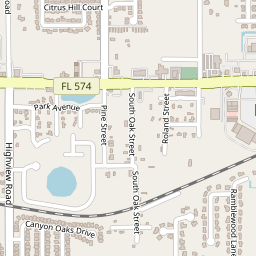 Road
Citrus Hill Court
FL 574
Park Avenue
Pine Street
South Oak Street
Roland Street
Highview Road
South Oak Street
Ramblewood Lane
Canyon Oaks Drive